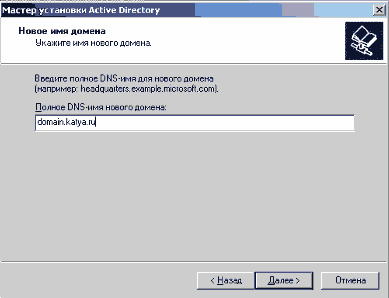 Мастер установки Active Directory
Новое имя домена
Укажите имя нового домена.
Введите полное DNS-имя для нового домена
(например: headquarters.example.microsoft.com).
Полное DNS-имя нового домена:
domain.katya.ru
< Назад
Далее >
Отмена